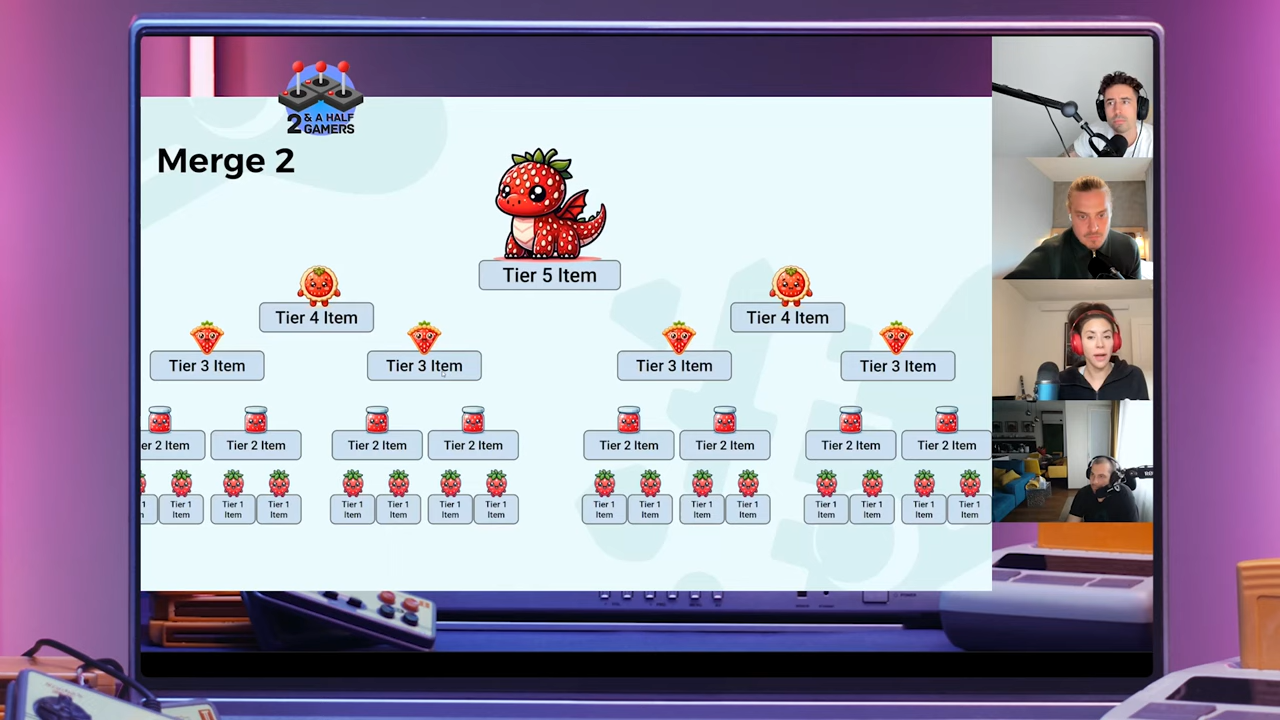 2 & A HALF
GAMERS
Merge 2
Tier 5 Item
Tier 4 Item
Tier 4 Item
Tier 3 Item
Tier 3 Item
Tier 3 Item
Tier 3 Item
er 2 Item
Tier 2 Item
Tier 2 Item
Tier 2 Item
Tier 2 Item
Tier 2 Item
Tier 2 Item
Tier 2 Item
Tier 1
Item
Tier 1
Item
Tier 1
Item
Tier 1
Item
Tier 1
Item
Tier 1
Item
Tier 1
Item
Tier 1
Item
Tier 1
Item
Tier 1
Item
Tier 1
Item
Tier 1
Item
Tier 1
Item
Tier 1
Item
Tier 1
Item